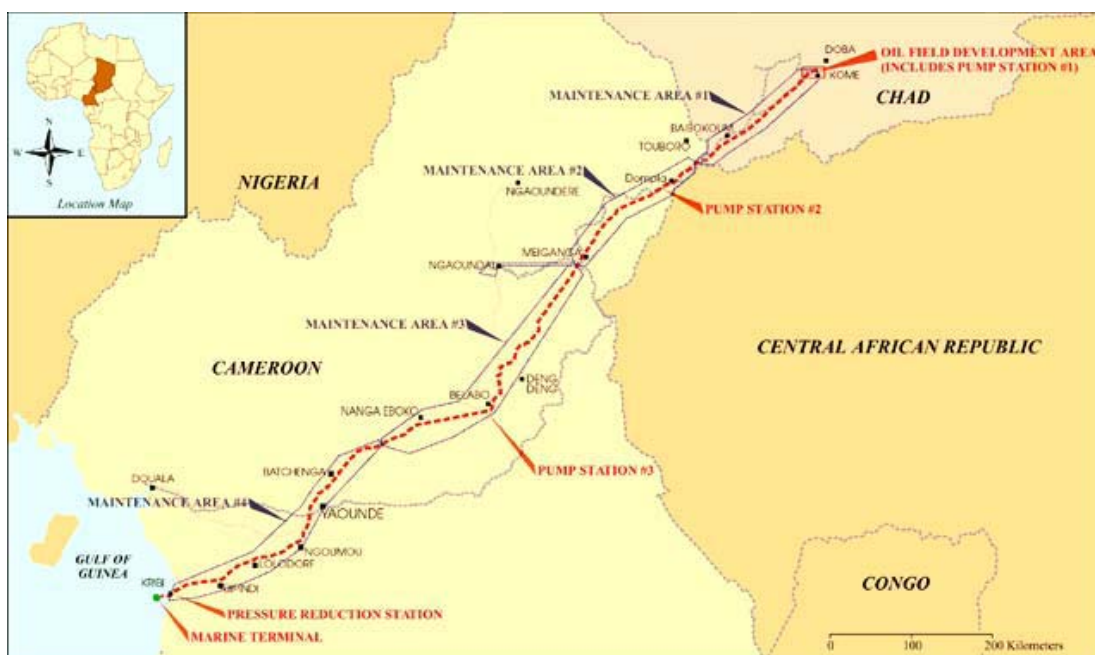 N
W
E
S
Location Map
NIGERIA
DOBA
OIL FIELD DEVELOPMENT AREA
(INCLUDES PUMP STATION #1)
KOME
CHAD
MAINTENANCE AREA #1
BAIBOKOUM
TOUBORO
MAINTENANCE AREA #2
Dompla
NGAOUNDERE
PUMP STATION #2
MEIGANGA
NGAOUNDAL
MAINTENANCE AREA #3
CENTRAL AFRICAN REPUBLIC
CAMEROON
DENG
DENG
BELABO
NANGA EBOKO
PUMP STATION #3
BATCHENGA
DOUALA
MAINTENANCE AREA #4
YAOUNDE
NGOUMOU
GULF OF
GUINEA
LOLODORF
KRIBI
BIPINDI
CONGO
PRESSURE REDUCTION STATION
MARINE TERMINAL
0 100 200 Kilometers